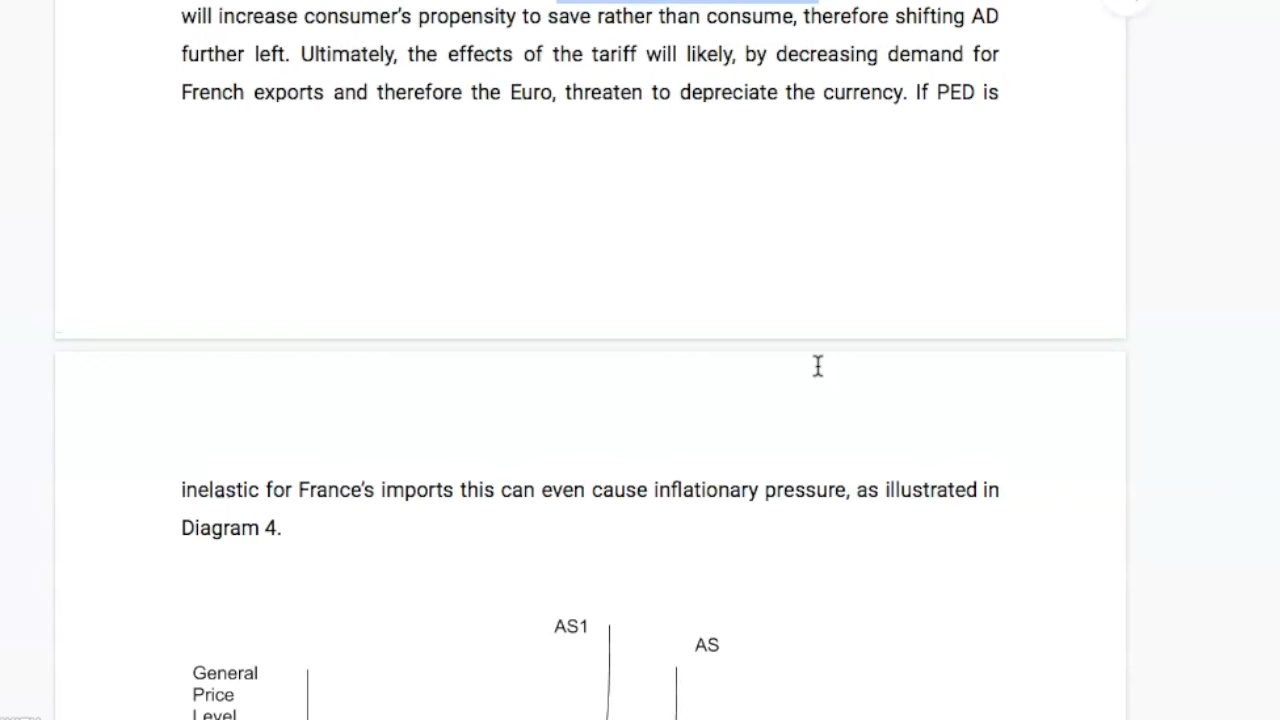 will increase consumer's propensity to save rather than consume, therefore shifting AD
further left. Ultimately, the effects of the tariff will likely, by decreasing demand for
French exports and therefore the Euro, threaten to depreciate the currency. If PED is
inelastic for France's imports this can even cause inflationary pressure, as illustrated in
Diagram 4.
AS1
AS
General
Price
Level